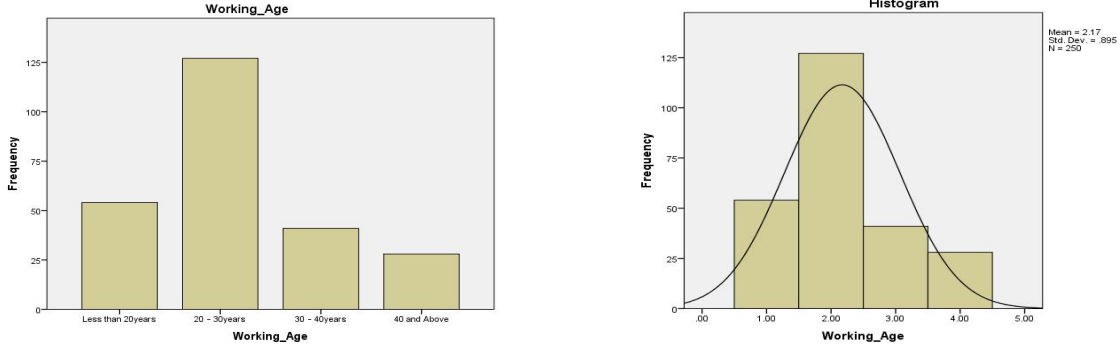 Working_Age
125
100
75
50
25
0
Frequency
Less than 20years
20 - 30years
30 - 40years
40 and Above
Working_Age
Histogram
Mean = 2.17
Std. Dev. = .895
N = 250
125
100
75
50
25
0
Frequency
.00
1.00
2.00
3.00
4.00
5.00
Working_Age